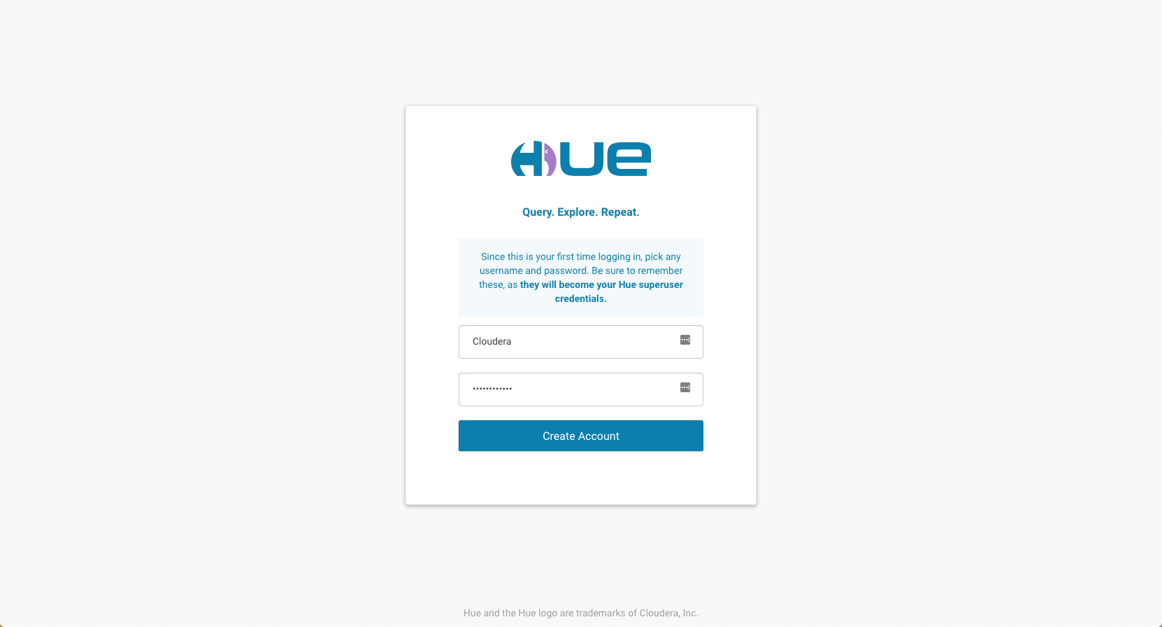 HUE
Query. Explore. Repeat.
Since this is your first time logging in, pick any
username and password. Be sure to remember
these, as they will become your Hue superuser
credentials.
Cloudera
••••••••••••
Create Account
Hue and the Hue logo are trademarks of Cloudera, Inc.